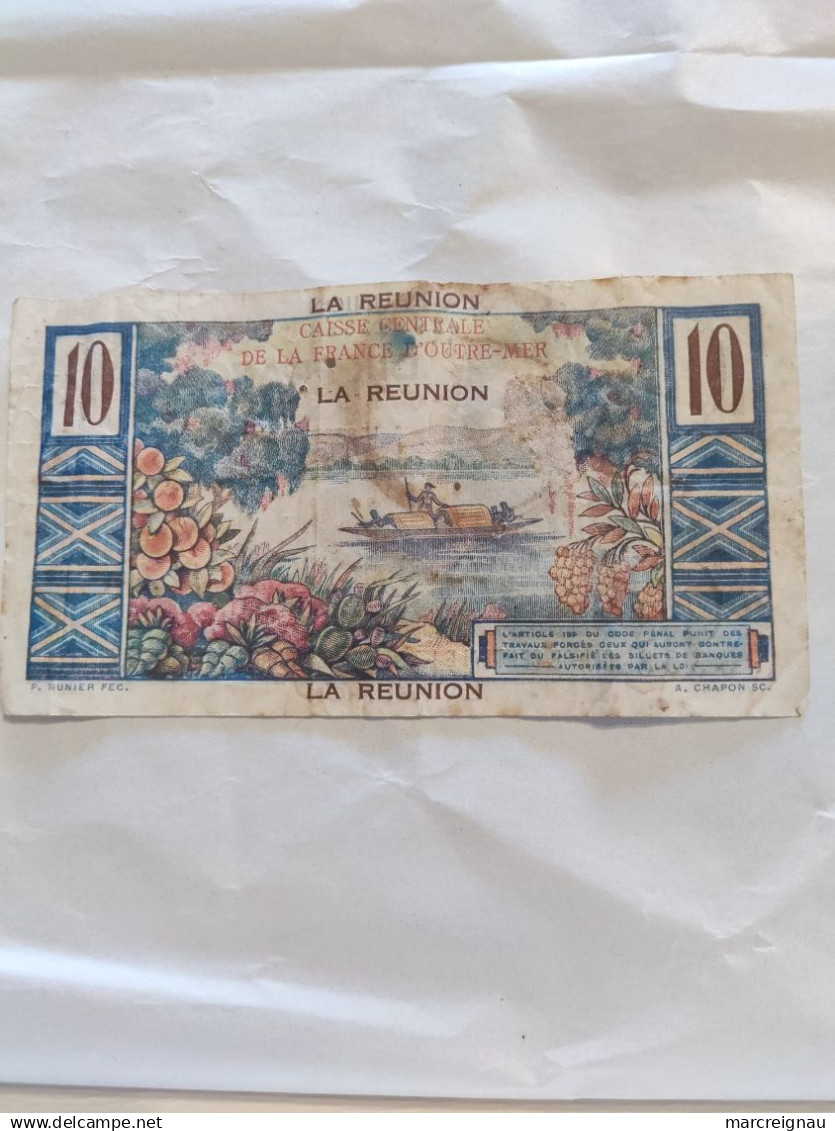 LA REUNION
CAISSE CENTRALE
DE LA FRANCE D'OUTRE-MER
LA REUNION
10
10
L'ARTICLE 139 DU CODE PÉNAL PUNIT DES
TRAVAUX FORCÉS CEUX QUI AURONT CONTRE-
FAIT OU FALSIFIÉ LES BILLETS DE BANQUES
AUTORISÉES PAR LA LOI
P. MUNIER FEC.
LA REUNION
A. CHAPON SC.
delcampe.net
marcreignau